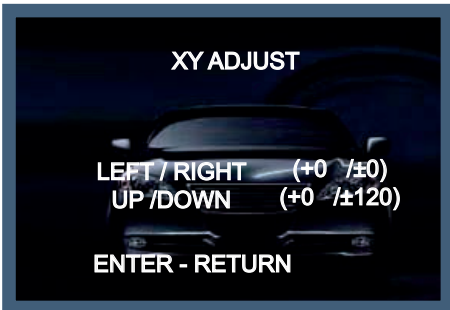 XY ADJUST
LEFT / RIGHT (+0 /±0)
UP /DOWN (+0 /±120)
ENTER - RETURN